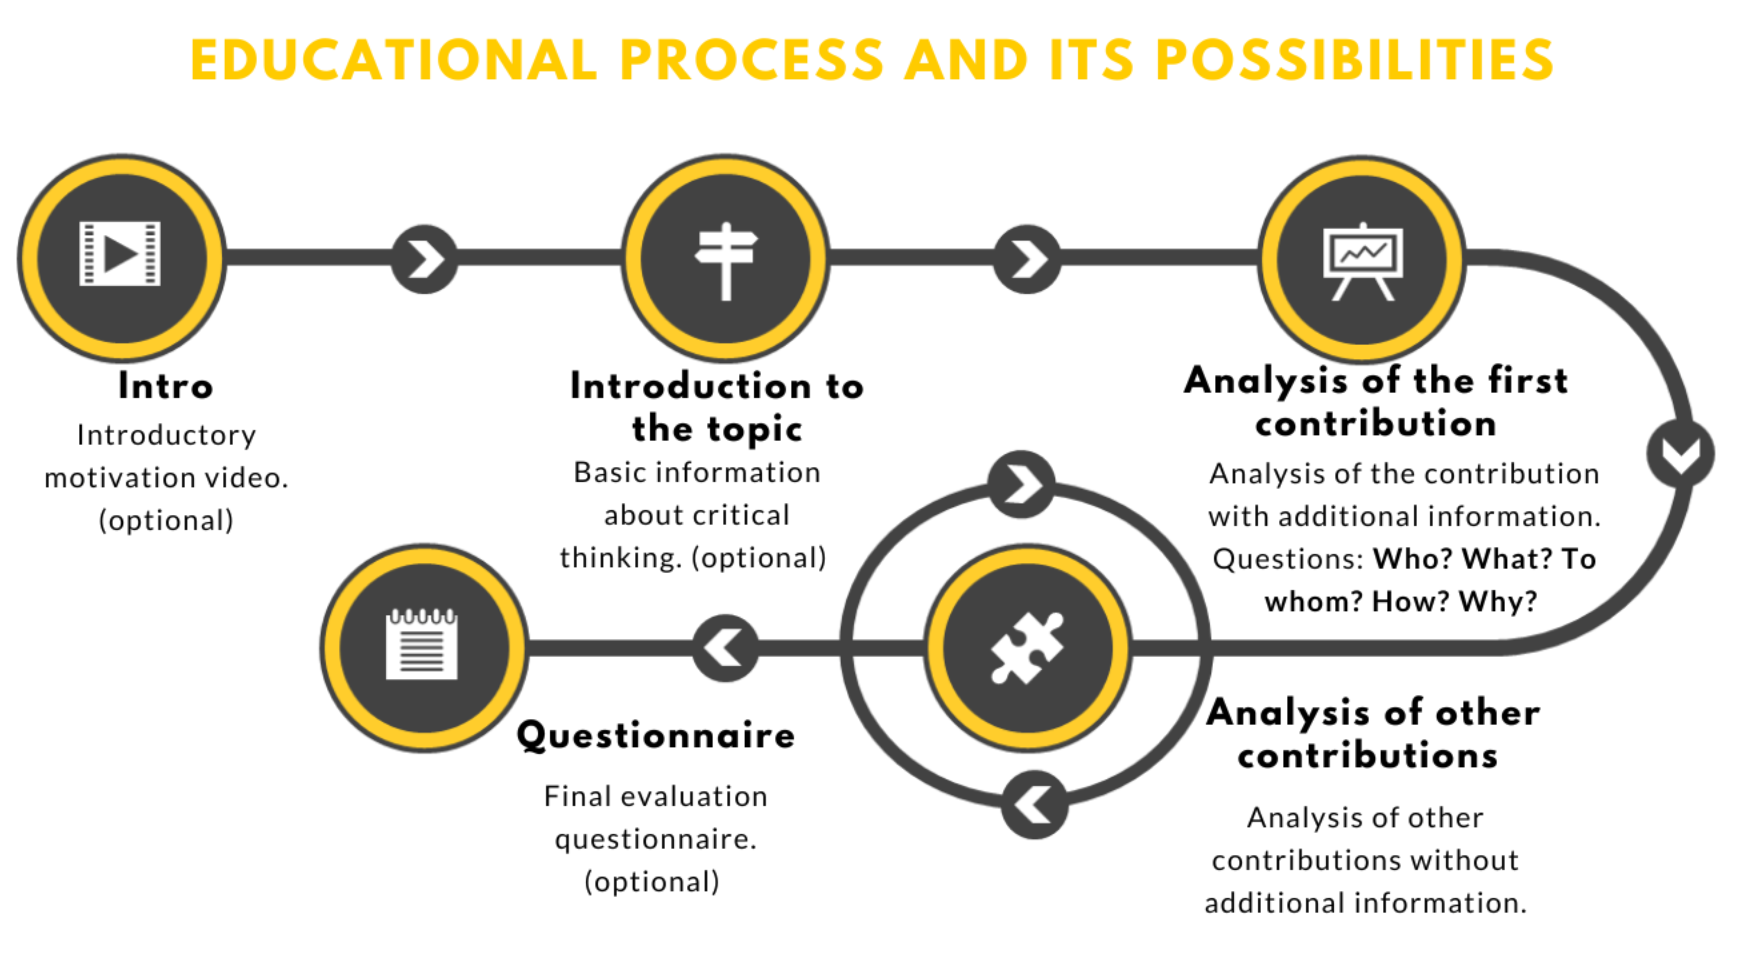 EDUCATIONAL PROCESS AND ITS POSSIBILITIES
Intro
Introductory
motivation video.
(optional)
Introduction to
the topic
Basic information
about critical
thinking. (optional)
Analysis of the first
contribution
Analysis of the contribution
with additional information.
Questions: Who? What? To
whom? How? Why?
Analysis of other
contributions
Analysis of other
contributions without
additional information.
Questionnaire
Final evaluation
questionnaire.
(optional)